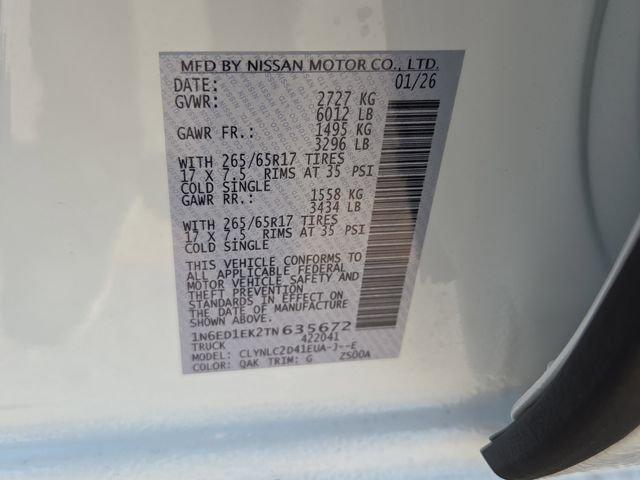 MFD BY NISSAN MOTOR CO., LTD.
DATE: 01/26
GVWR: 2727 KG
6012 LB
GAWR FR.: 1495 KG
3296 LB
WITH 265/65R17 TIRES
17 X 7.5 RIMS AT 35 PSI
COLD SINGLE
GAWR RR.: 1558 KG
3434 LB
WITH 265/65R17 TIRES
17 X 7.5 RIMS AT 35 PSI
COLD SINGLE
THIS VEHICLE CONFORMS TO
ALL APPLICABLE FEDERAL
MOTOR VEHICLE SAFETY AND
THEFT PREVENTION
STANDARDS IN EFFECT ON
THE DATE OF MANUFACTURE
SHOWN ABOVE.
1N6ED1EK2TN635672
TRUCK 422041
MODEL: CLYNLC2D41EUA-J--E
COLOR: QAK TRIM: G ZS00A